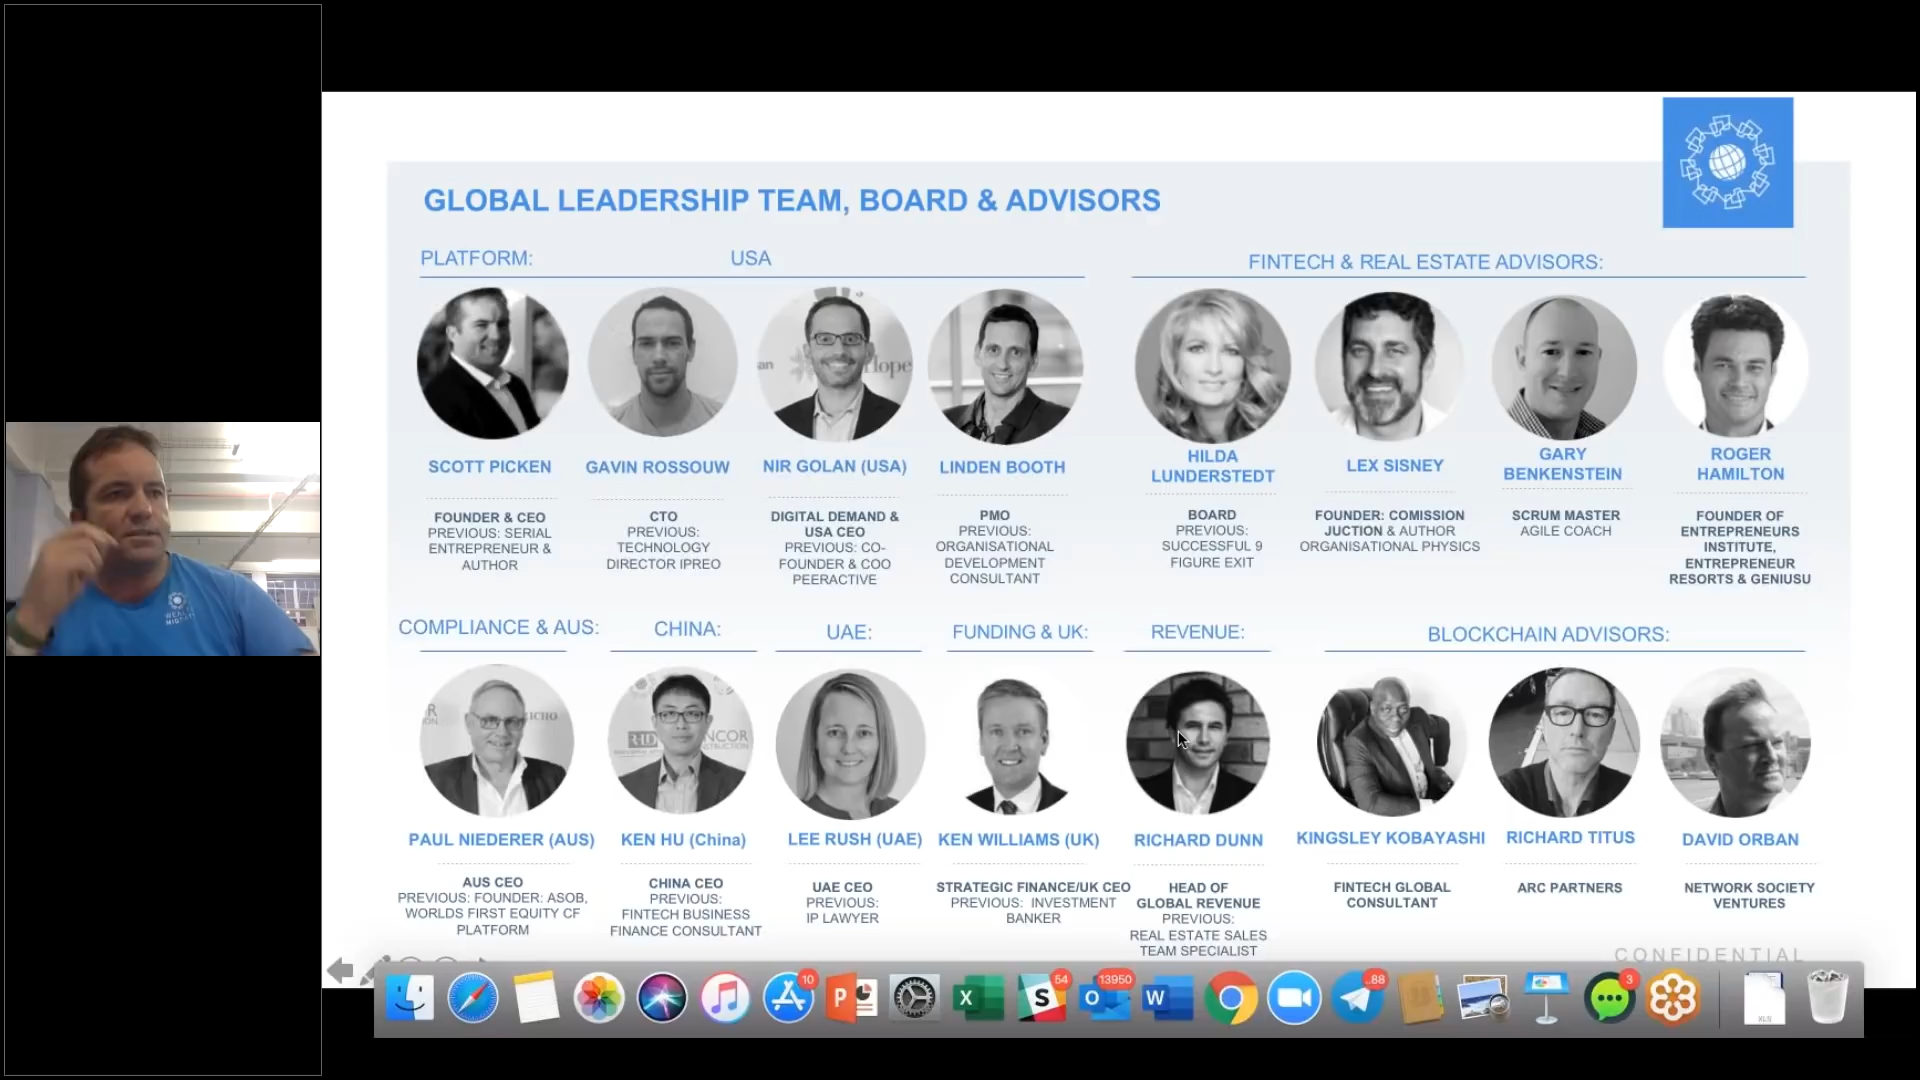 GLOBAL LEADERSHIP TEAM, BOARD & ADVISORS
PLATFORM:
USA
FINTECH & REAL ESTATE ADVISORS:
SCOTT PICKEN
FOUNDER & CEO
PREVIOUS: SERIAL
ENTREPRENEUR &
AUTHOR
GAVIN ROSSOUW
CTO
PREVIOUS:
TECHNOLOGY
DIRECTOR IPREO
NIR GOLAN (USA)
DIGITAL DEMAND &
USA CEO
PREVIOUS: CO-
FOUNDER & COO
PEERACTIVE
LINDEN BOOTH
PMO
PREVIOUS:
ORGANISATIONAL
DEVELOPMENT
CONSULTANT
HILDA
LUNDERSTEDT
BOARD
PREVIOUS:
SUCCESSFUL 9
FIGURE EXIT
LEX SISNEY
FOUNDER: COMISSION
JUCTION & AUTHOR
ORGANISATIONAL PHYSICS
GARY
BENKENSTEIN
SCRUM MASTER
AGILE COACH
ROGER
HAMILTON
FOUNDER OF
ENTREPRENEURS
INSTITUTE,
ENTREPRENEUR
RESORTS & GENIUSU
COMPLIANCE & AUS:
CHINA:
UAE:
FUNDING & UK:
REVENUE:
BLOCKCHAIN ADVISORS:
PAUL NIEDERER (AUS)
AUS CEO
PREVIOUS: FOUNDER: ASOB,
WORLDS FIRST EQUITY CF
PLATFORM
KEN HU (China)
CHINA CEO
PREVIOUS:
FINTECH BUSINESS
FINANCE CONSULTANT
LEE RUSH (UAE)
UAE CEO
PREVIOUS:
IP LAWYER
KEN WILLIAMS (UK)
STRATEGIC FINANCE/UK CEO
PREVIOUS: INVESTMENT
BANKER
RICHARD DUNN
HEAD OF
GLOBAL REVENUE
PREVIOUS:
REAL ESTATE SALES
TEAM SPECIALIST
KINGSLEY KOBAYASHI
FINTECH GLOBAL
CONSULTANT
RICHARD TITUS
ARC PARTNERS
DAVID ORBAN
NETWORK SOCIETY
VENTURES
CONFIDENTIAL
10
54
13950
88
3
XLS